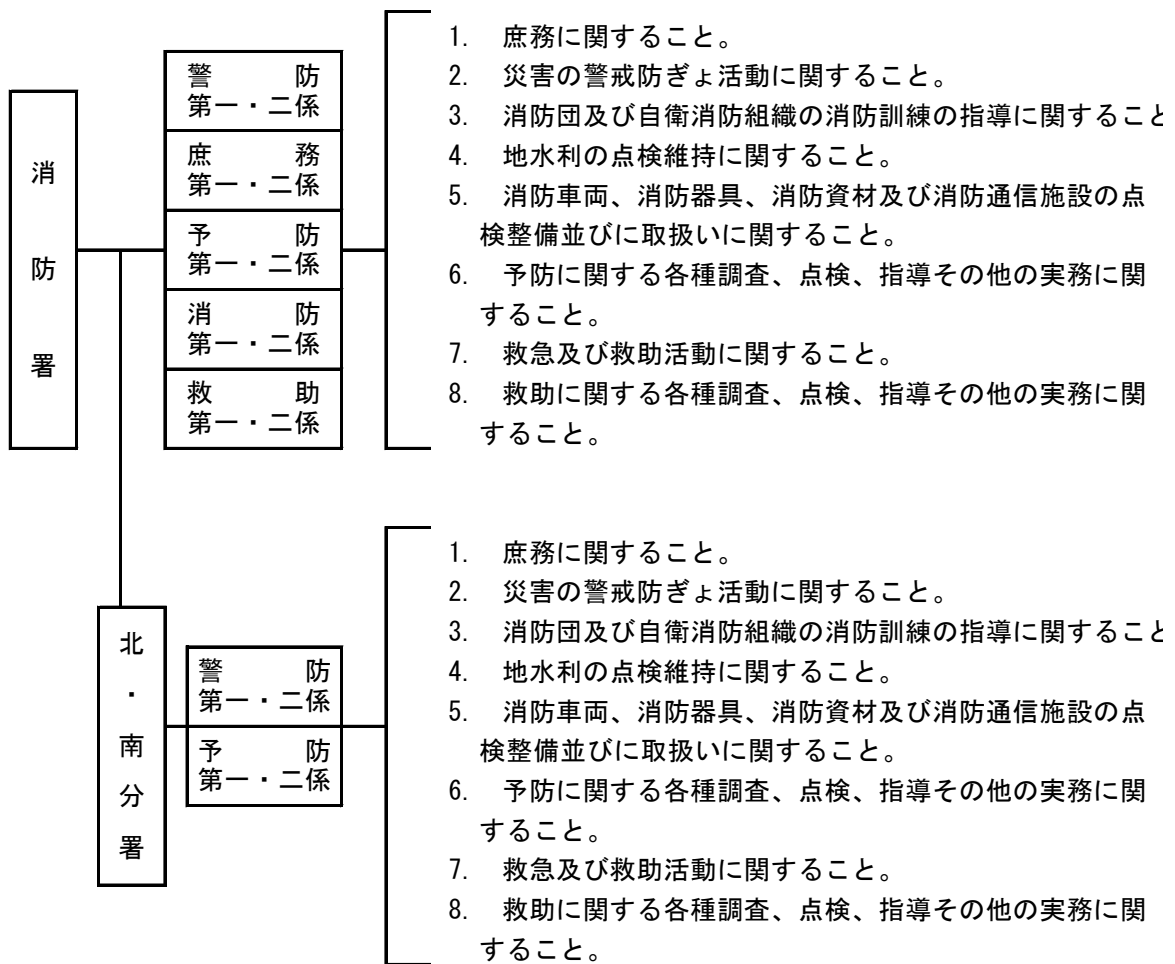 消防署
警　　　防
第一・二係
庶　　　務
第一・二係
予　　　防
第一・二係
消　　　防
第一・二係
救　　　助
第一・二係
1.　庶務に関すること。
2.　災害の警戒防ぎょ活動に関すること。
3.　消防団及び自衛消防組織の消防訓練の指導に関すること
4.　地水利の点検維持に関すること。
5.　消防車両、消防器具、消防資材及び消防通信施設の点
検整備並びに取扱いに関すること。
6.　予防に関する各種調査、点検、指導その他の実務に関
すること。
7.　救急及び救助活動に関すること。
8.　救助に関する各種調査、点検、指導その他の実務に関
すること。
北・南分署
警　　　防
第一・二係
予　　　防
第一・二係
1.　庶務に関すること。
2.　災害の警戒防ぎょ活動に関すること。
3.　消防団及び自衛消防組織の消防訓練の指導に関すること
4.　地水利の点検維持に関すること。
5.　消防車両、消防器具、消防資材及び消防通信施設の点
検整備並びに取扱いに関すること。
6.　予防に関する各種調査、点検、指導その他の実務に関
すること。
7.　救急及び救助活動に関すること。
8.　救助に関する各種調査、点検、指導その他の実務に関
すること。